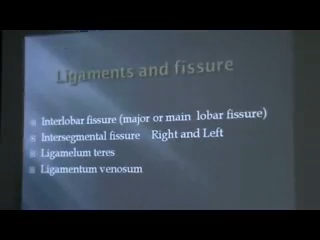 Ligaments and fissure
Interlobar fissure (major or main lobar fissure)
Intersegmental fissure Right and Left
Ligamelum teres
Ligamentum venosum